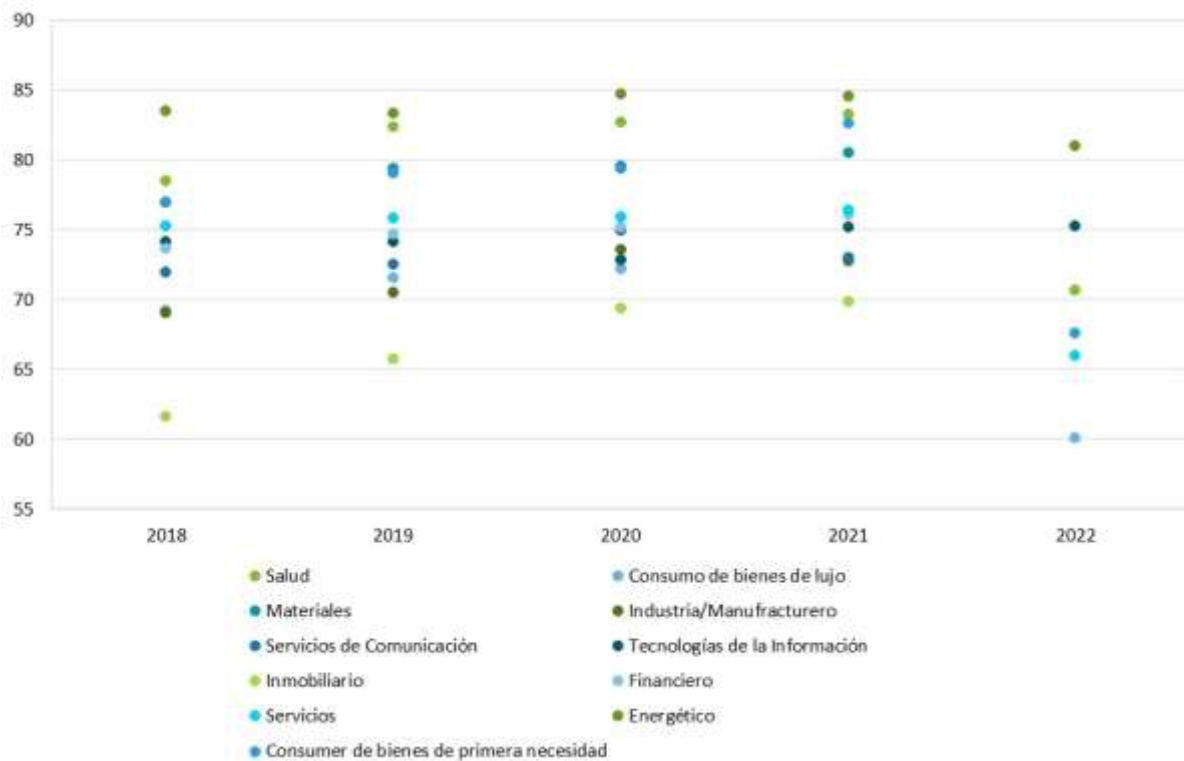 90
85
80
75
70
65
60
55
2018 2019 2020 2021 2022
Salud Consumo de bienes de lujo
Materiales Industria/Manufracturero
Servicios de Comunicación Tecnologías de la Información
Inmobiliario Financiero
Servicios Energético
Consumer de bienes de primera necesidad